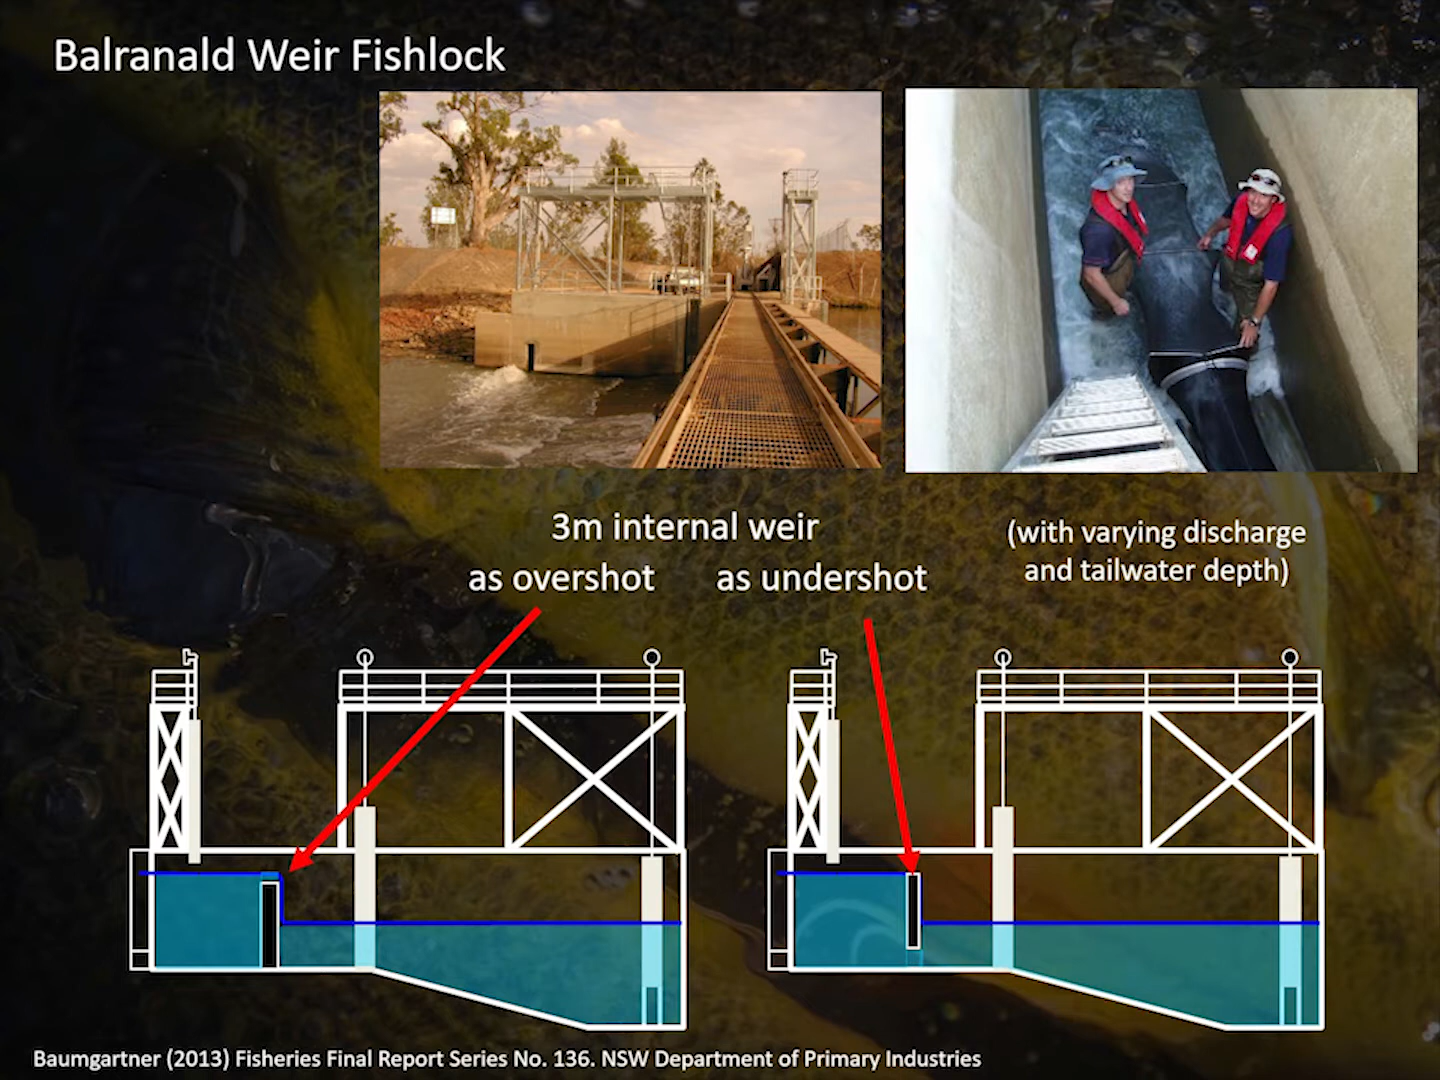 Balranald Weir Fishlock
3m internal weir
as overshot
as undershot
(with varying discharge
and tailwater depth)
Baumgartner (2013) Fisheries Final Report Series No. 136. NSW Department of Primary Industries